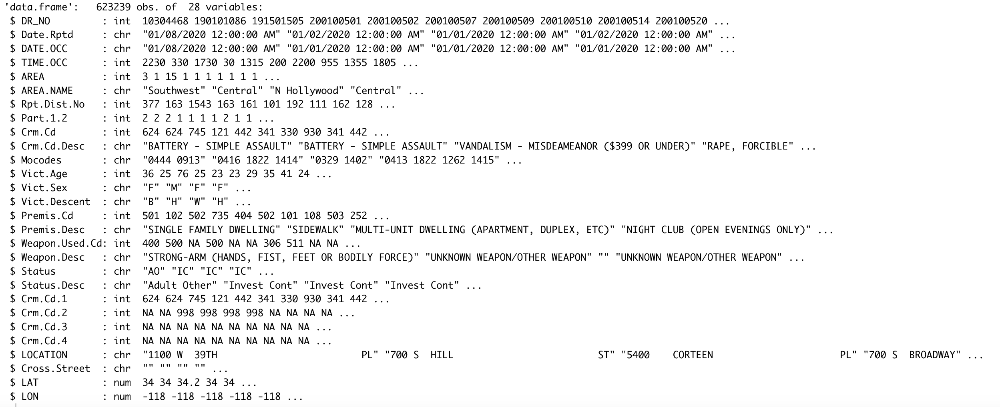 'data.frame':   623239 obs. of  28 variables:
 $ DR_NO         : int  10304468 190101086 191501505 200100501 200100502 200100507 200100509 200100510 200100514 200100520 ...
 $ Date.Rptd     : chr  "01/08/2020 12:00:00 AM" "01/02/2020 12:00:00 AM" "01/01/2020 12:00:00 AM" "01/02/2020 12:00:00 AM" ...
 $ DATE.OCC      : chr  "01/08/2020 12:00:00 AM" "01/01/2020 12:00:00 AM" "01/01/2020 12:00:00 AM" "01/01/2020 12:00:00 AM" ...
 $ TIME.OCC      : int  2230 330 1730 30 1315 200 2200 955 1355 1805 ...
 $ AREA          : int  3 1 15 1 1 1 1 1 1 1 ...
 $ AREA.NAME     : chr  "Southwest" "Central" "N Hollywood" "Central" ...
 $ Rpt.Dist.No   : int  377 163 1543 163 161 101 192 111 162 128 ...
 $ Part.1.2      : int  2 2 2 1 1 1 1 2 1 1 ...
 $ Crm.Cd        : int  624 624 745 121 442 341 330 930 341 442 ...
 $ Crm.Cd.Desc   : chr  "BATTERY - SIMPLE ASSAULT" "BATTERY - SIMPLE ASSAULT" "VANDALISM - MISDEAMEANOR ($399 OR UNDER)" "RAPE, FORCIBLE" ...
 $ Mocodes       : chr  "0444 0913" "0416 1822 1414" "0329 1402" "0413 1822 1262 1415" ...
 $ Vict.Age      : int  36 25 76 25 23 23 29 35 41 24 ...
 $ Vict.Sex      : chr  "F" "M" "F" "F" ...
 $ Vict.Descent  : chr  "B" "H" "W" "H" ...
 $ Premis.Cd     : int  501 102 502 735 404 502 101 108 503 252 ...
 $ Premis.Desc   : chr  "SINGLE FAMILY DWELLING" "SIDEWALK" "MULTI-UNIT DWELLING (APARTMENT, DUPLEX, ETC)" "NIGHT CLUB (OPEN EVENINGS ONLY)" ...
 $ Weapon.Used.Cd: int  400 500 NA 500 NA NA 306 511 NA NA ...
 $ Weapon.Desc   : chr  "STRONG-ARM (HANDS, FIST, FEET OR BODILY FORCE)" "UNKNOWN WEAPON/OTHER WEAPON" "" "UNKNOWN WEAPON/OTHER WEAPON" ...
 $ Status        : chr  "AO" "IC" "IC" "IC" ...
 $ Status.Desc   : chr  "Adult Other" "Invest Cont" "Invest Cont" "Invest Cont" ...
 $ Crm.Cd.1      : int  624 624 745 121 442 341 330 930 341 442 ...
 $ Crm.Cd.2      : int  NA NA 998 998 998 998 NA NA NA NA ...
 $ Crm.Cd.3      : int  NA NA NA NA NA NA NA NA NA NA ...
 $ Crm.Cd.4      : int  NA NA NA NA NA NA NA NA NA NA ...
 $ LOCATION      : chr  "1100 W  39TH                         PL" "700 S  HILL                         ST" "5400    CORTEEN                      PL" "700 S  BROADWAY" ...
 $ Cross.Street  : chr  "" "" "" "" ...
 $ LAT           : num  34 34 34.2 34 34 ...
 $ LON           : num  -118 -118 -118 -118 -118 ...